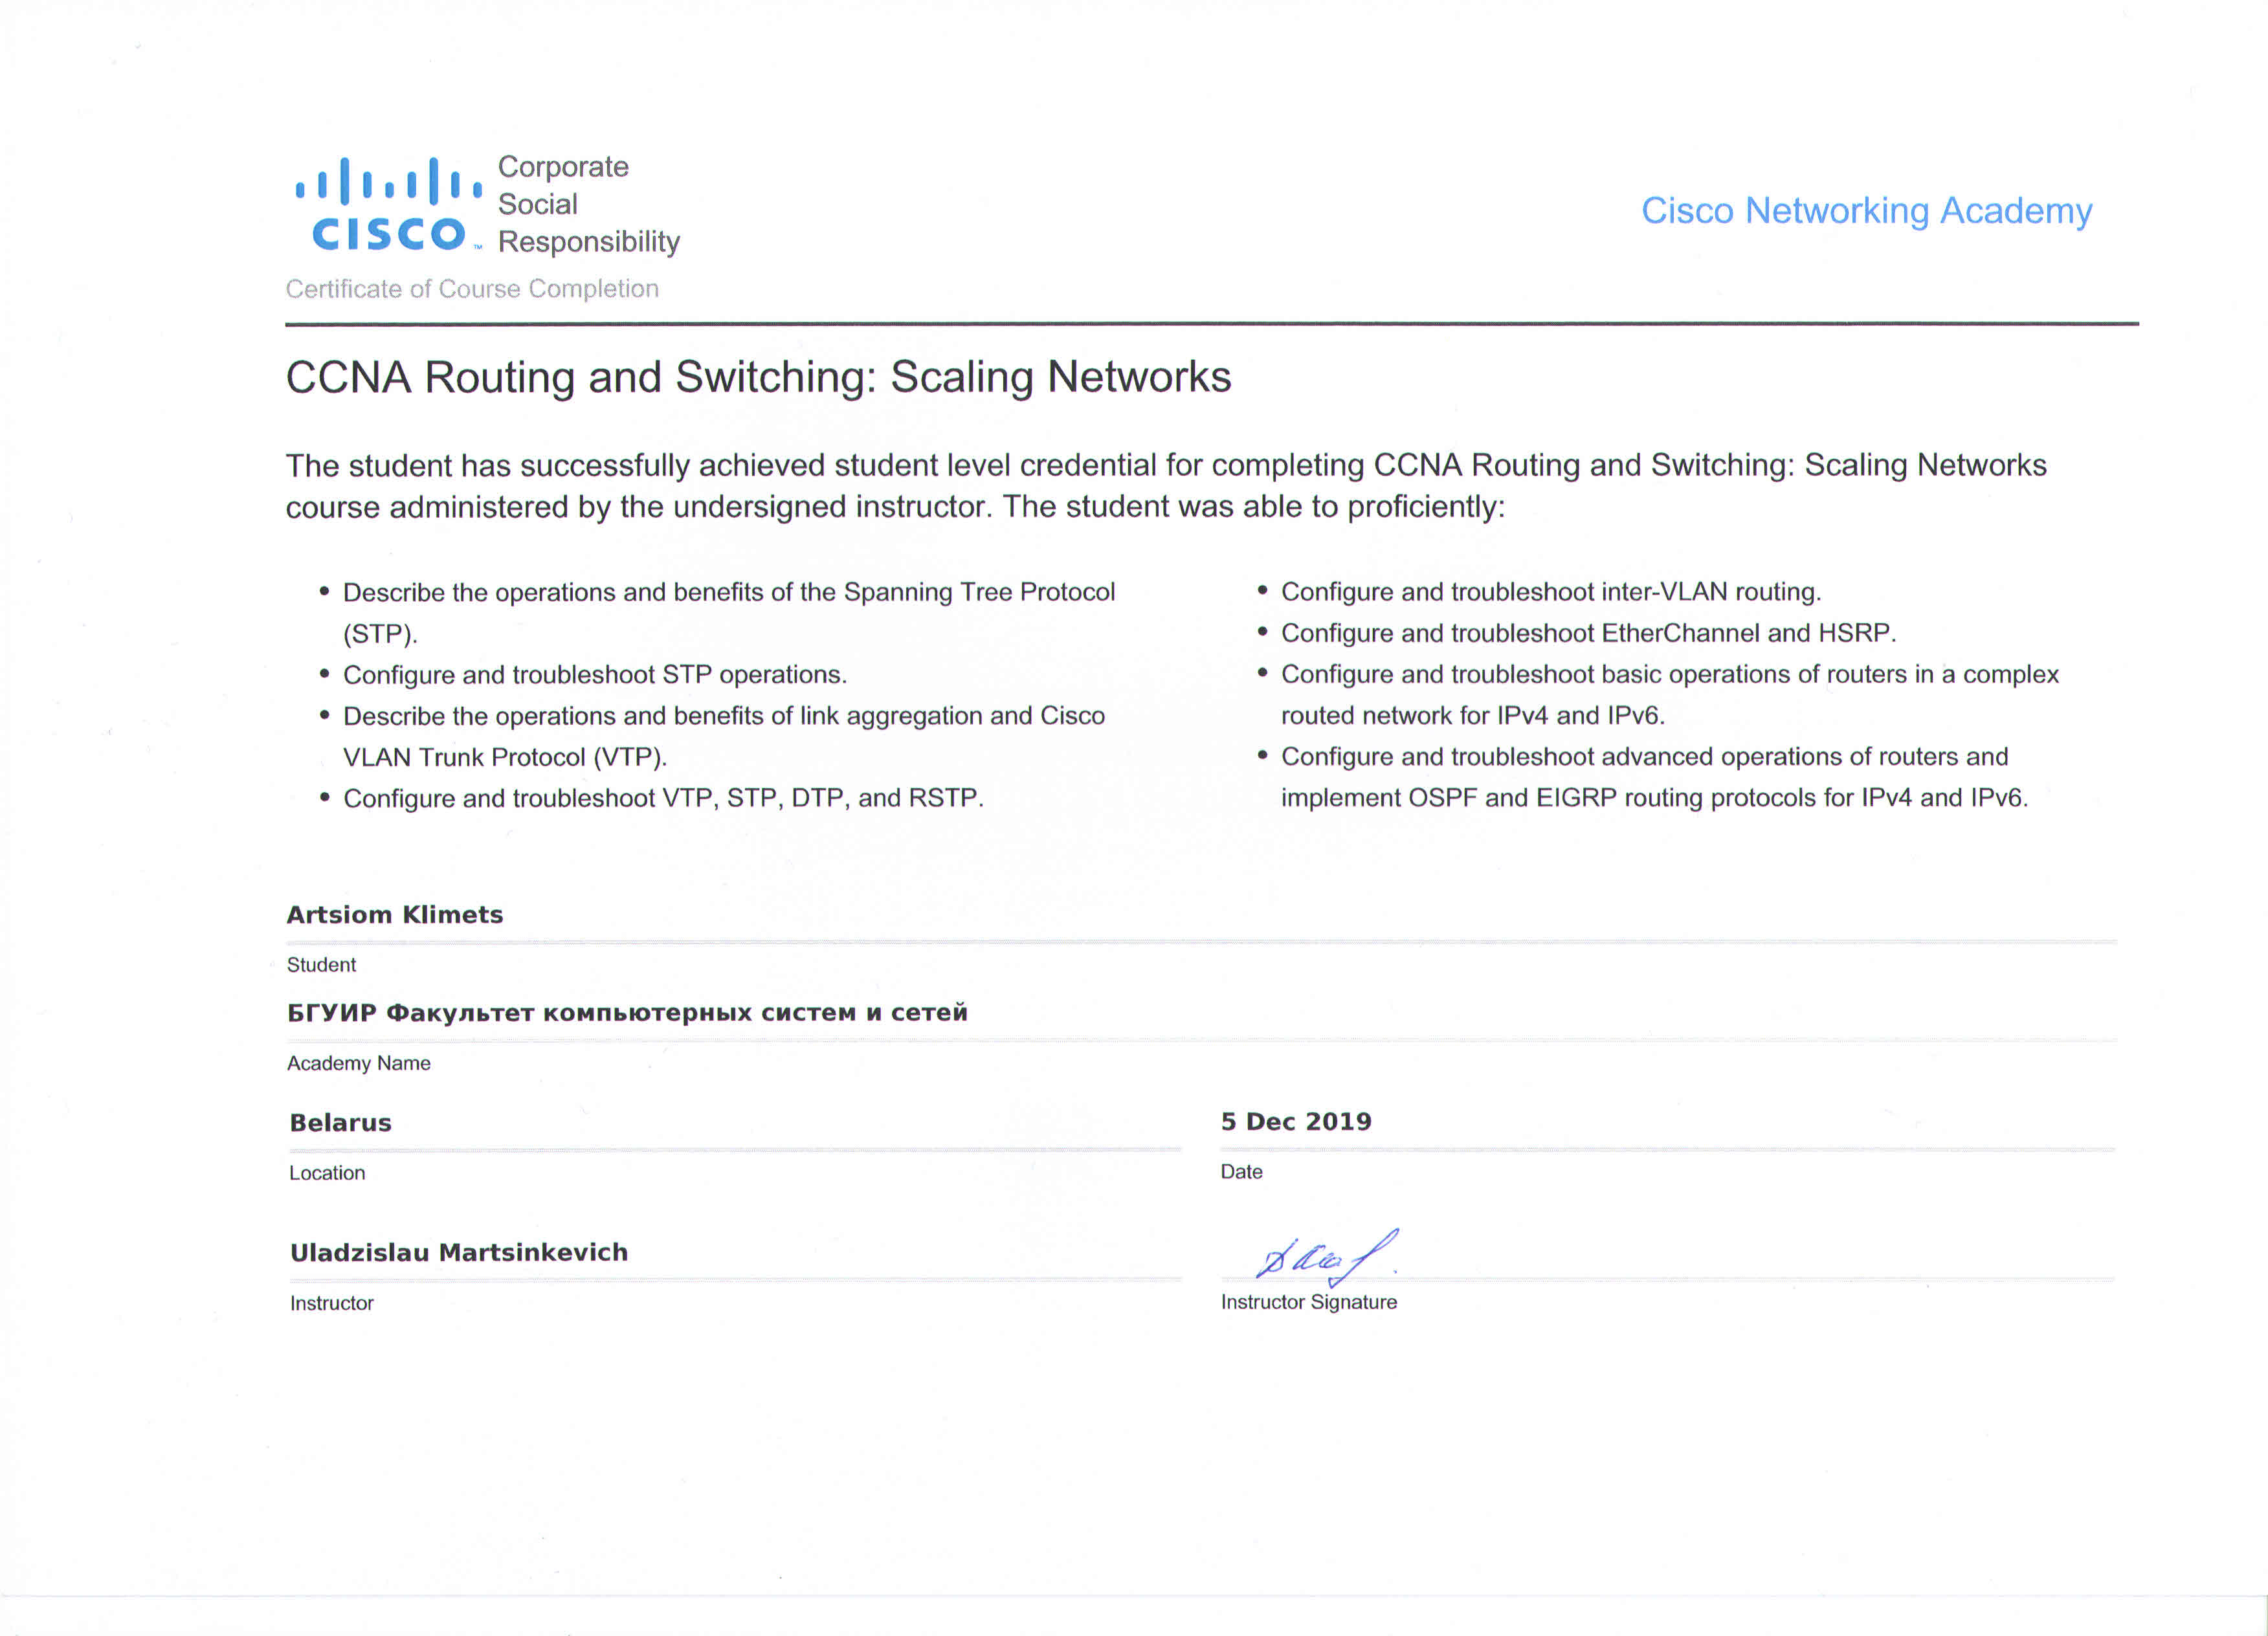 CISCO™
Corporate
Social
Responsibility
Cisco Networking Academy
Certificate of Course Completion
CCNA Routing and Switching: Scaling Networks
The student has successfully achieved student level credential for completing CCNA Routing and Switching: Scaling Networks
course administered by the undersigned instructor. The student was able to proficiently:
• Describe the operations and benefits of the Spanning Tree Protocol
(STP).
• Configure and troubleshoot STP operations.
• Describe the operations and benefits of link aggregation and Cisco
VLAN Trunk Protocol (VTP).
• Configure and troubleshoot VTP, STP, DTP, and RSTP.
• Configure and troubleshoot inter-VLAN routing.
• Configure and troubleshoot EtherChannel and HSRP.
• Configure and troubleshoot basic operations of routers in a complex
routed network for IPv4 and IPv6.
• Configure and troubleshoot advanced operations of routers and
implement OSPF and EIGRP routing protocols for IPv4 and IPv6.
Artsiom Klimets
Student
БГУИР Факультет компьютерных систем и сетей
Academy Name
Belarus
Location
5 Dec 2019
Date
Uladzislau Martsinkevich
Instructor
Instructor Signature